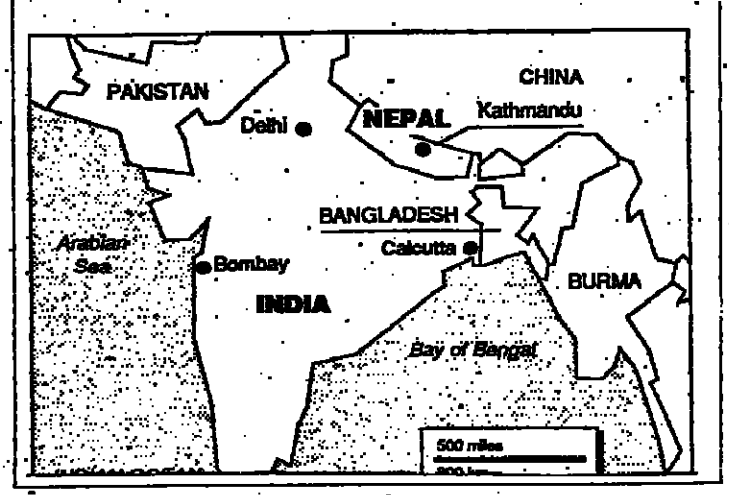 CHINA
PAKISTAN
Kathmandu
NEPAL
Delhi
BANGLADESH
Arabian
Sea
Calcutta
Bombay
BURMA
INDIA
Bay of Bengal
500 miles